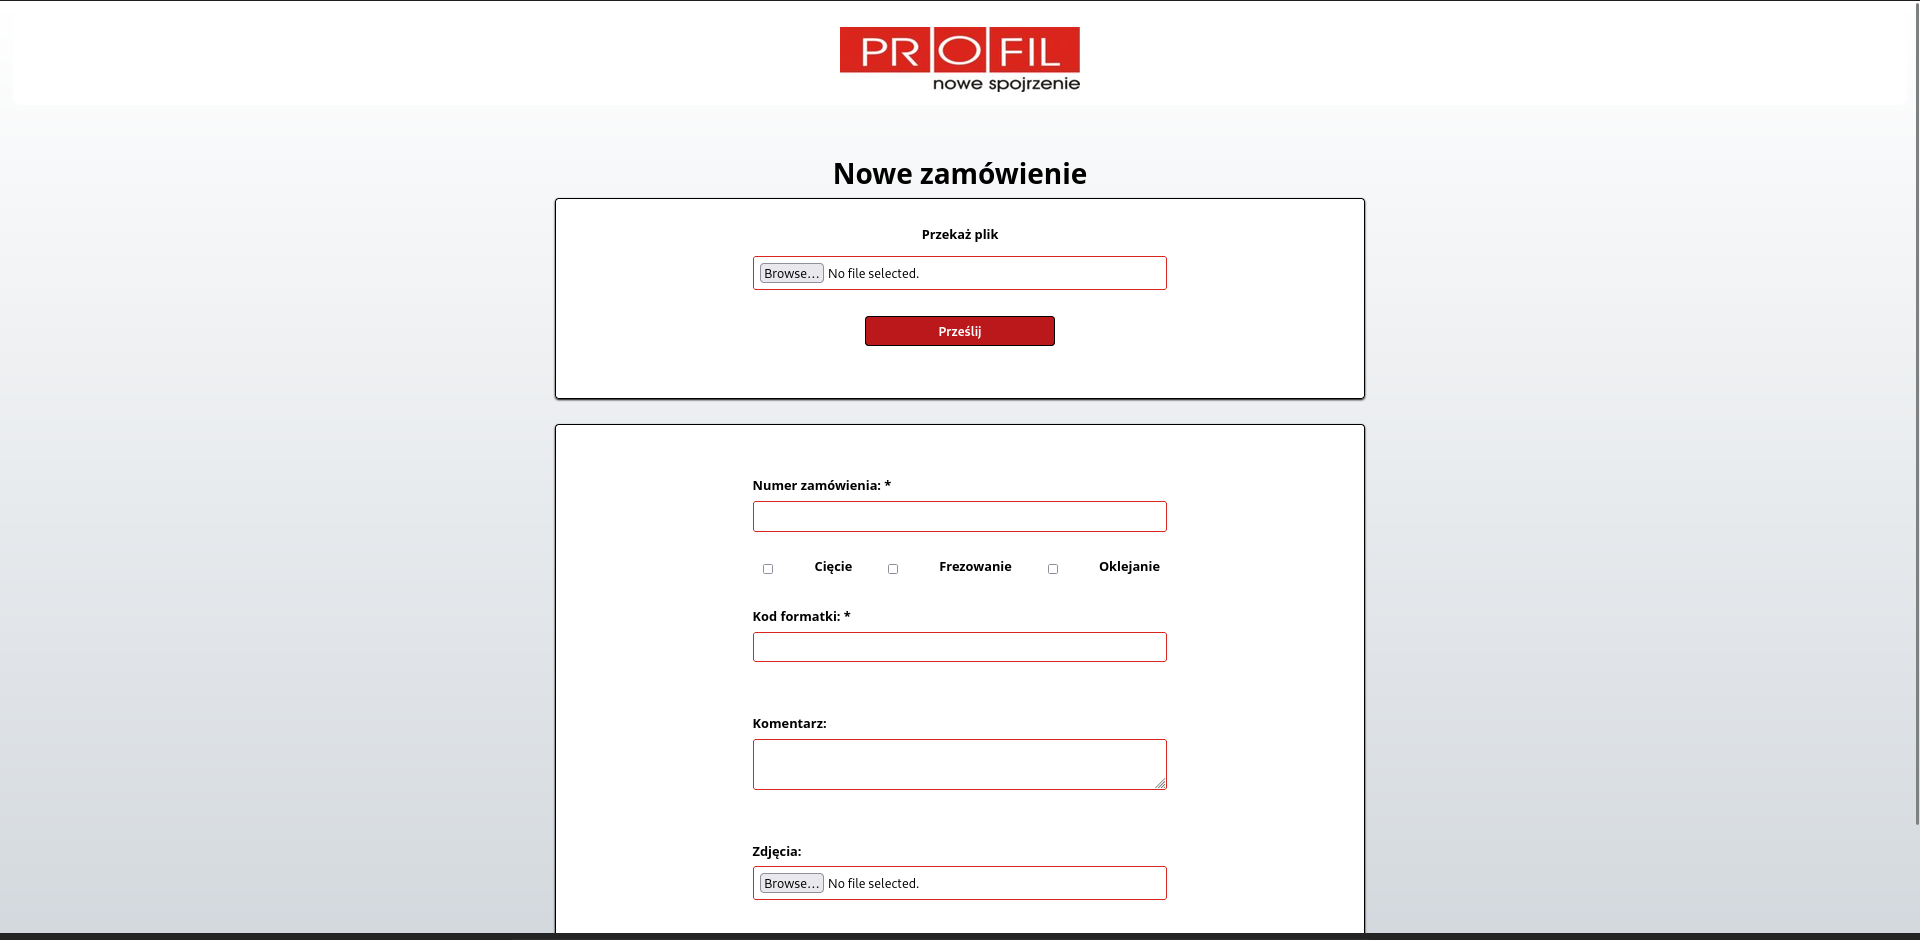 PROFIL
nowe spojrzenie
Nowe zamówienie
Przekaż plik
Browse... No file selected.
Prześlij
Numer zamówienia: *
Cięcie Frezowanie Oklejanie
Kod formatki: *
Komentarz:
Zdjęcia:
Browse... No file selected.